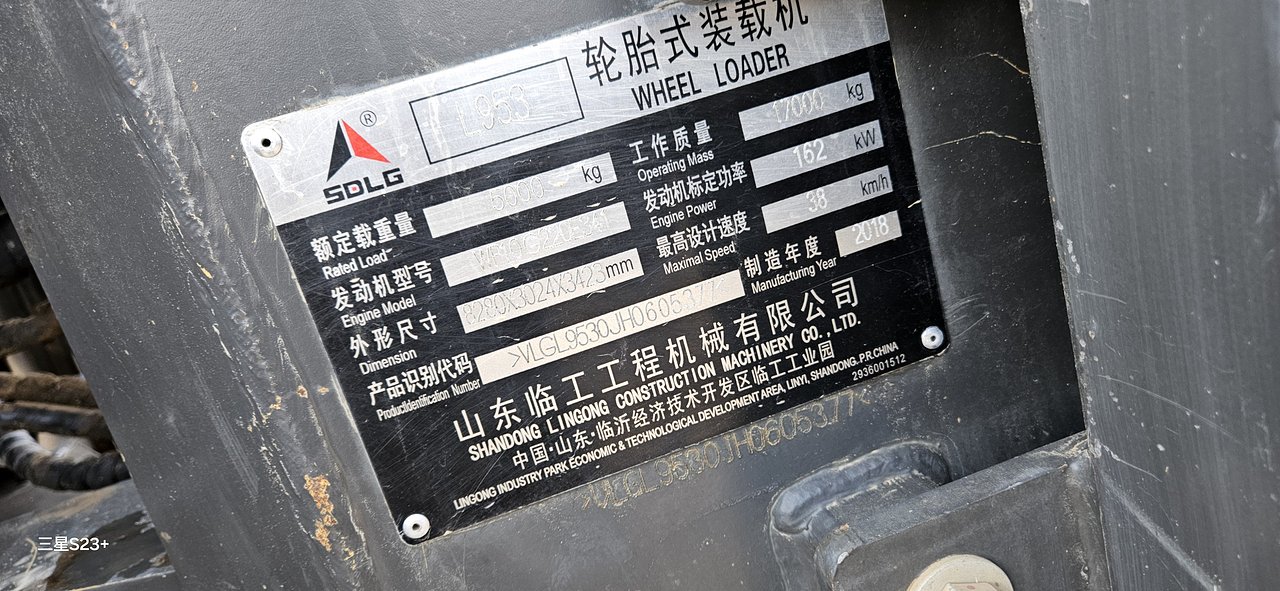 轮胎式装载机
WHEEL LOADER
® L953
SDLG
额定载重量 5000 kg
Rated Load
工作质量 17000 kg
Operating Mass
发动机型号
Engine Model
发动机标定功率 162 kW
Engine Power
外形尺寸 8280X3024X3423mm
Dimension
最高设计速度 38 km/h
Maximal Speed
产品识别代码 >VLGL9530JH0605377<
Product Identification Number
制造年度 2018
Manufacturing Year
山东临工工程机械有限公司
SHANDONG LINGONG CONSTRUCTION MACHINERY CO.,LTD.
中国·山东·临沂经济技术开发区临工工业园
LINGONG INDUSTRY PARK ECONOMIC & TECHNOLOGICAL DEVELOPMENT AREA, LINYI, SHANDONG, P.R.CHINA
2936001512
>VLGL9530JH0605377<
三星S23+